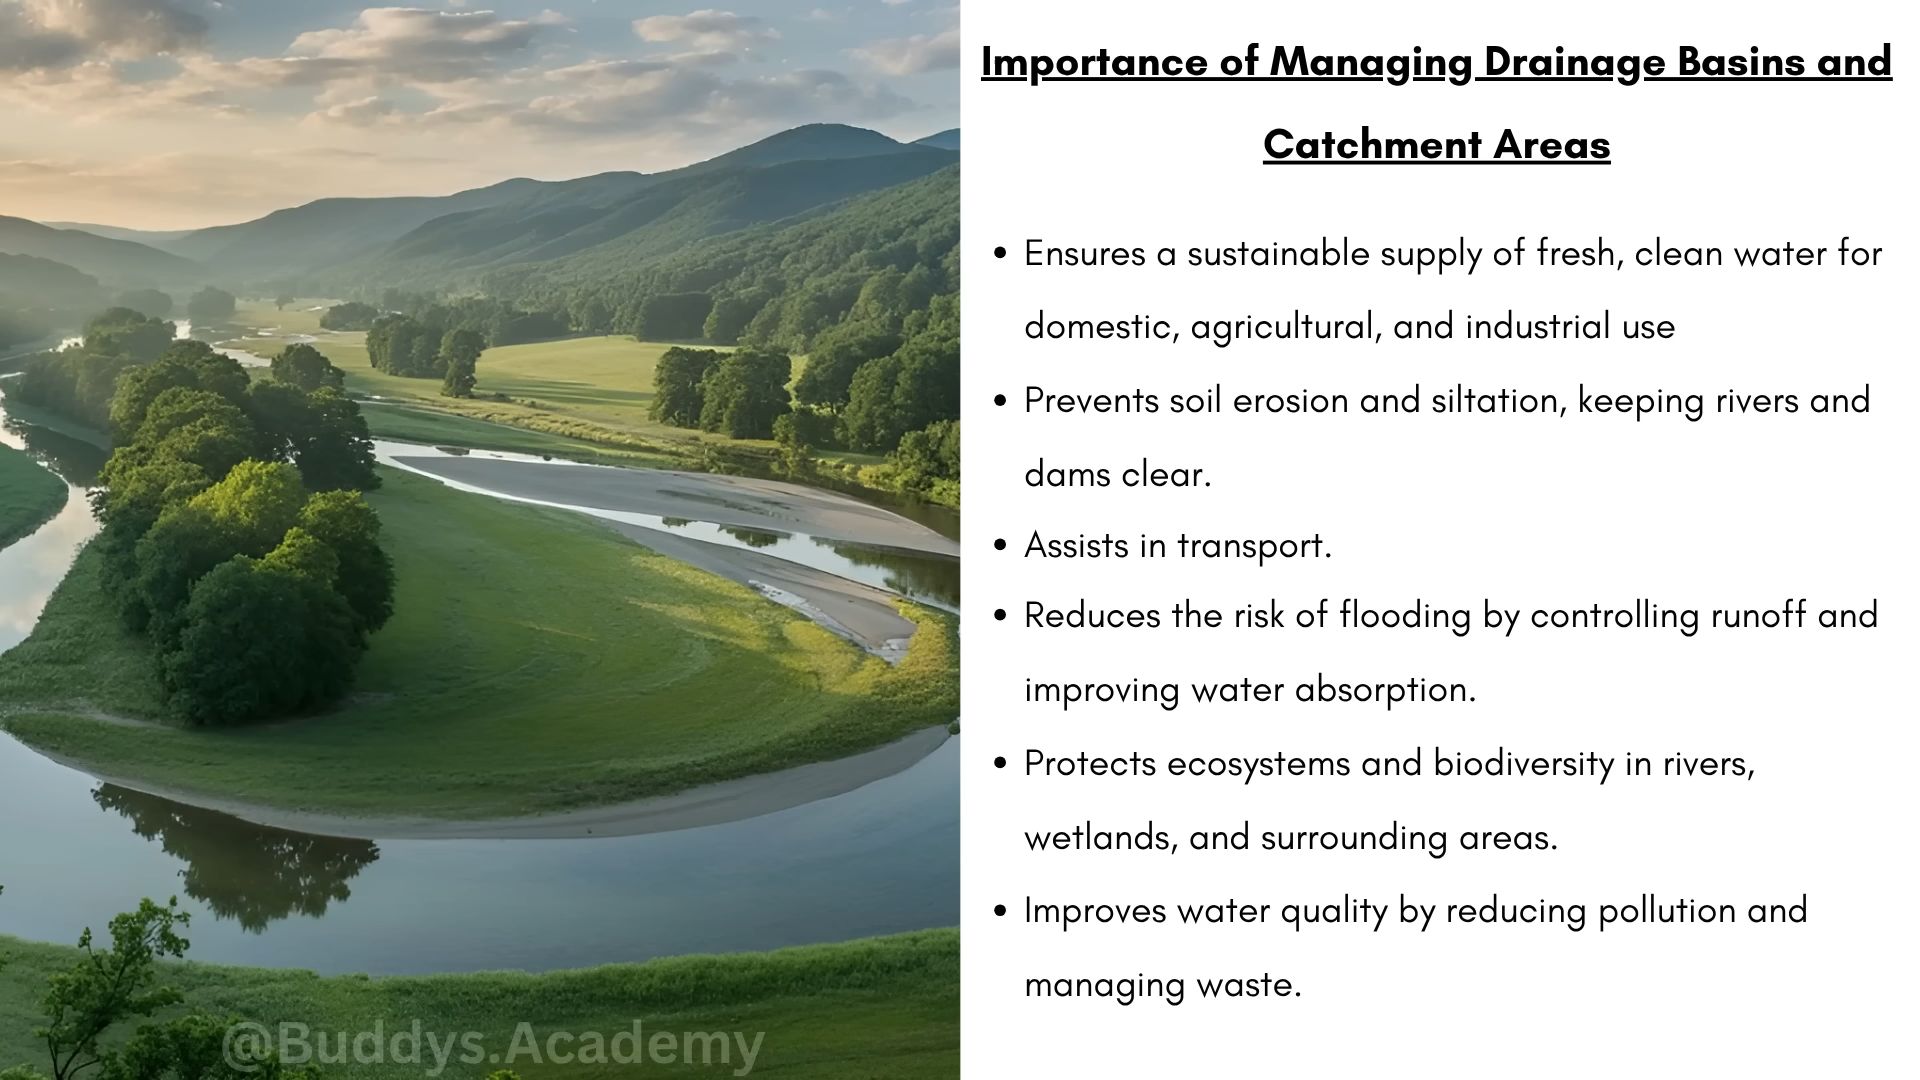 Importance of Managing Drainage Basins and
Catchment Areas
• Ensures a sustainable supply of fresh, clean water for
domestic, agricultural, and industrial use
• Prevents soil erosion and siltation, keeping rivers and
dams clear.
• Assists in transport.
• Reduces the risk of flooding by controlling runoff and
improving water absorption.
• Protects ecosystems and biodiversity in rivers,
wetlands, and surrounding areas.
• Improves water quality by reducing pollution and
managing waste.
@Buddys.Academy